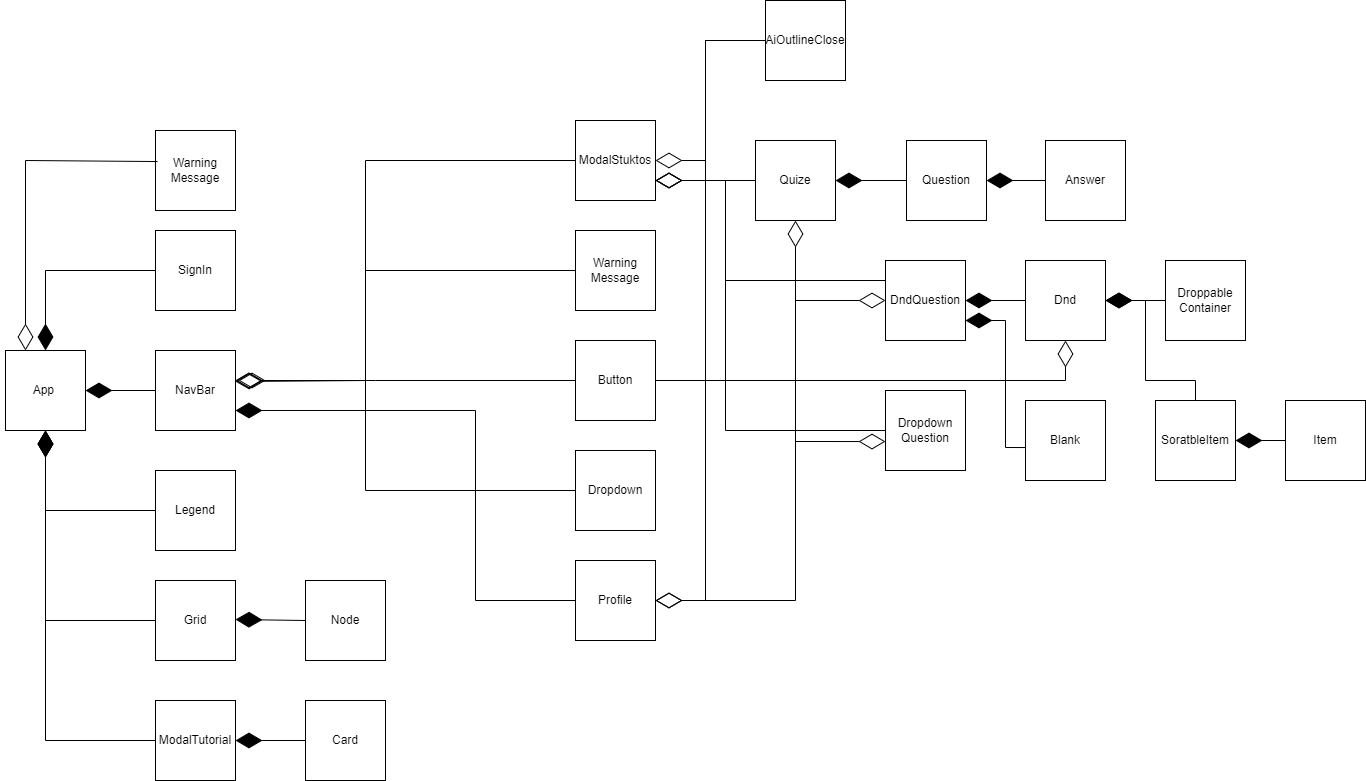 AiOutlineClose
Warning
Message
ModalStuktos
Quize
Question
Answer
SignIn
Warning
Message
DndQuestion
Dnd
Droppable
Container
App
NavBar
Button
Dropdown
Question
Blank
SoratbleItem
Item
Legend
Dropdown
Grid
Node
Profile
ModalTutorial
Card